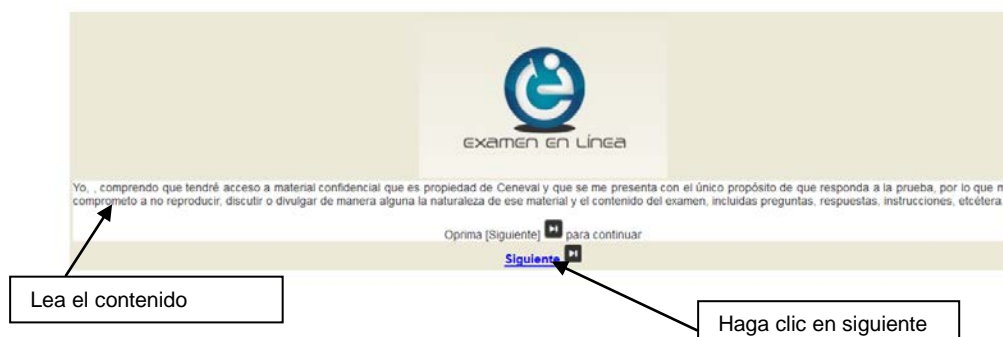 examen en Línea
Yo, , comprendo que tendré acceso a material confidencial que es propiedad de Ceneval y que se me presenta con el único propósito de que responda a la prueba, por lo que
comprometo a no reproducir, discutir o divulgar de manera alguna la naturaleza de ese material y el contenido del examen, incluidas preguntas, respuestas, instrucciones, etcétera
Oprima [Siguiente] para continuar
Siguiente
Lea el contenido
Haga clic en siguiente